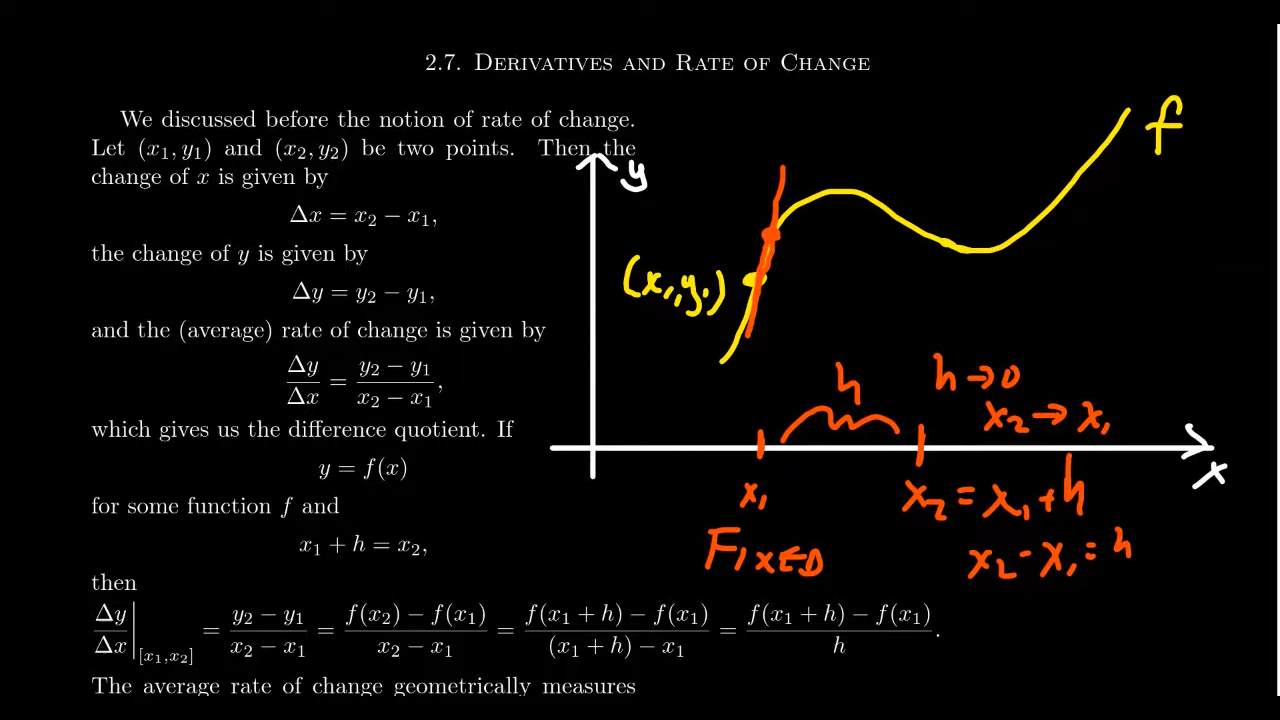 2.7. Derivatives and Rate of Change
We discussed before the notion of rate of change.
Let (x₁, y₁) and (x₂, y₂) be two points. Then the
change of x is given by
Δx = x₂ − x₁,
the change of y is given by
Δy = y₂ − y₁,
and the (average) rate of change is given by
Δy/Δx = (y₂ − y₁)/(x₂ − x₁),
which gives us the difference quotient. If
y = f(x)
for some function f and
x₁ + h = x₂,
then
Δy/Δx|[x₁,x₂] = (y₂ − y₁)/(x₂ − x₁) = (f(x₂) − f(x₁))/(x₂ − x₁) = (f(x₁ + h) − f(x₁))/((x₁ + h) − x₁) = (f(x₁ + h) − f(x₁))/h.
The average rate of change geometrically measures
f
y
(x₁, y₁)
h
h → 0
x₂ → x₁
x
x₁
x₂ = x₁ + h
FIXED
x₂ - x₁ = h